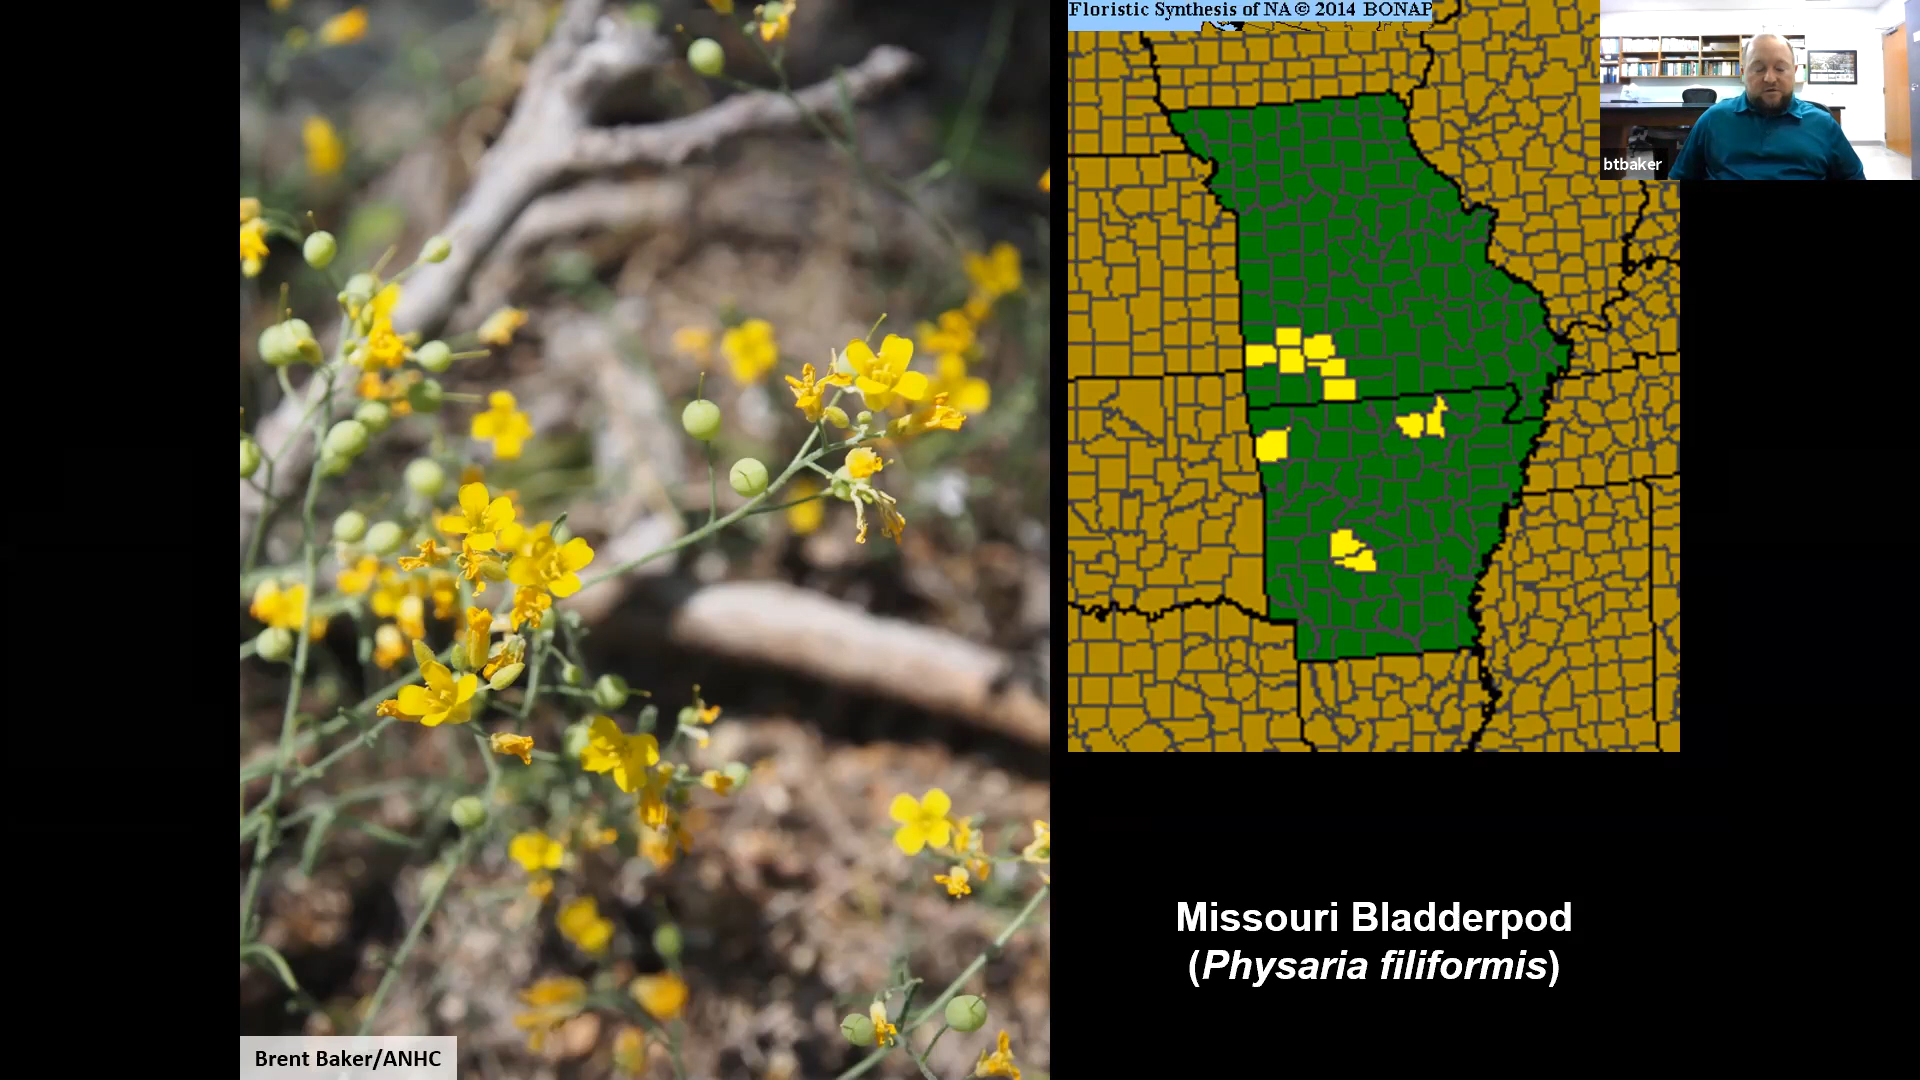 Floristic Synthesis of NA © 2014 BONAP
btbaker
Missouri Bladderpod
(Physaria filiformis)
Brent Baker/ANHC